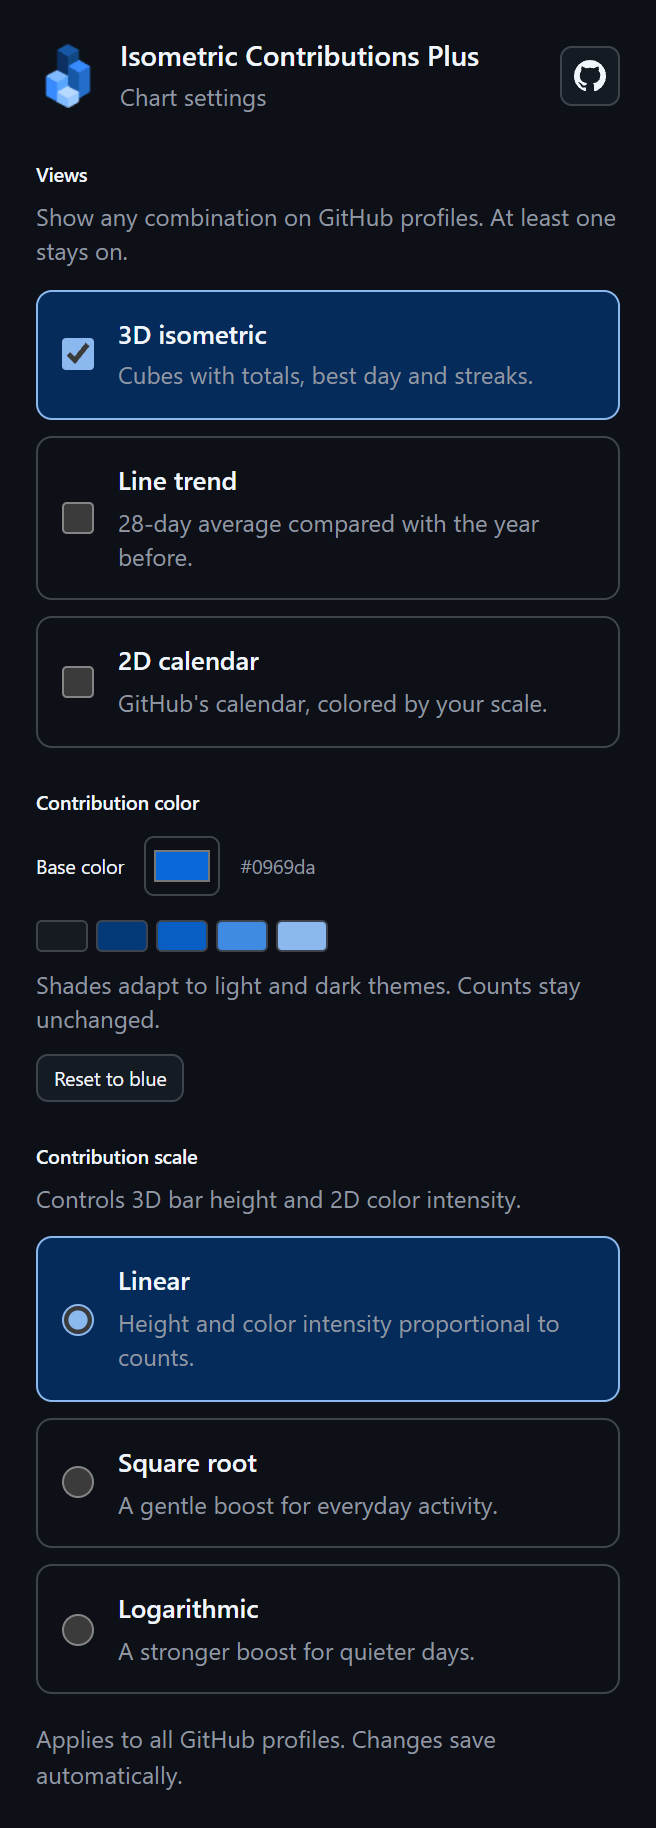 Isometric Contributions Plus
Chart settings
Views
Show any combination on GitHub profiles. At least one
stays on.
3D isometric
Cubes with totals, best day and streaks.
Line trend
28-day average compared with the year
before.
2D calendar
GitHub's calendar, colored by your scale.
Contribution color
Base color
#0969da
Shades adapt to light and dark themes. Counts stay
unchanged.
Reset to blue
Contribution scale
Controls 3D bar height and 2D color intensity.
Linear
Height and color intensity proportional to
counts.
Square root
A gentle boost for everyday activity.
Logarithmic
A stronger boost for quieter days.
Applies to all GitHub profiles. Changes save
automatically.